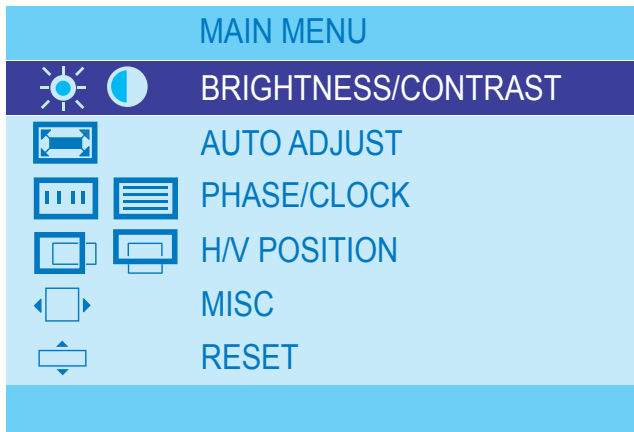 MAIN MENU
BRIGHTNESS/CONTRAST
AUTO ADJUST
PHASE/CLOCK
H/V POSITION
MISC
RESET